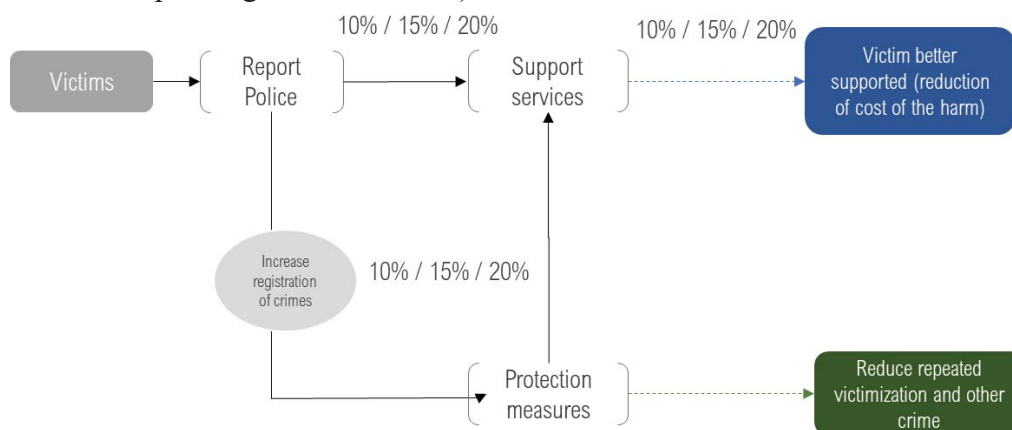 10% / 15% / 20%
10% / 15% / 20%
Victims
Report
Police
Support
services
Victim better
supported (reduction
of cost of the harm)
Increase
registration
of crimes
10% / 15% / 20%
Protection
measures
Reduce repeated
victimization and other
crime